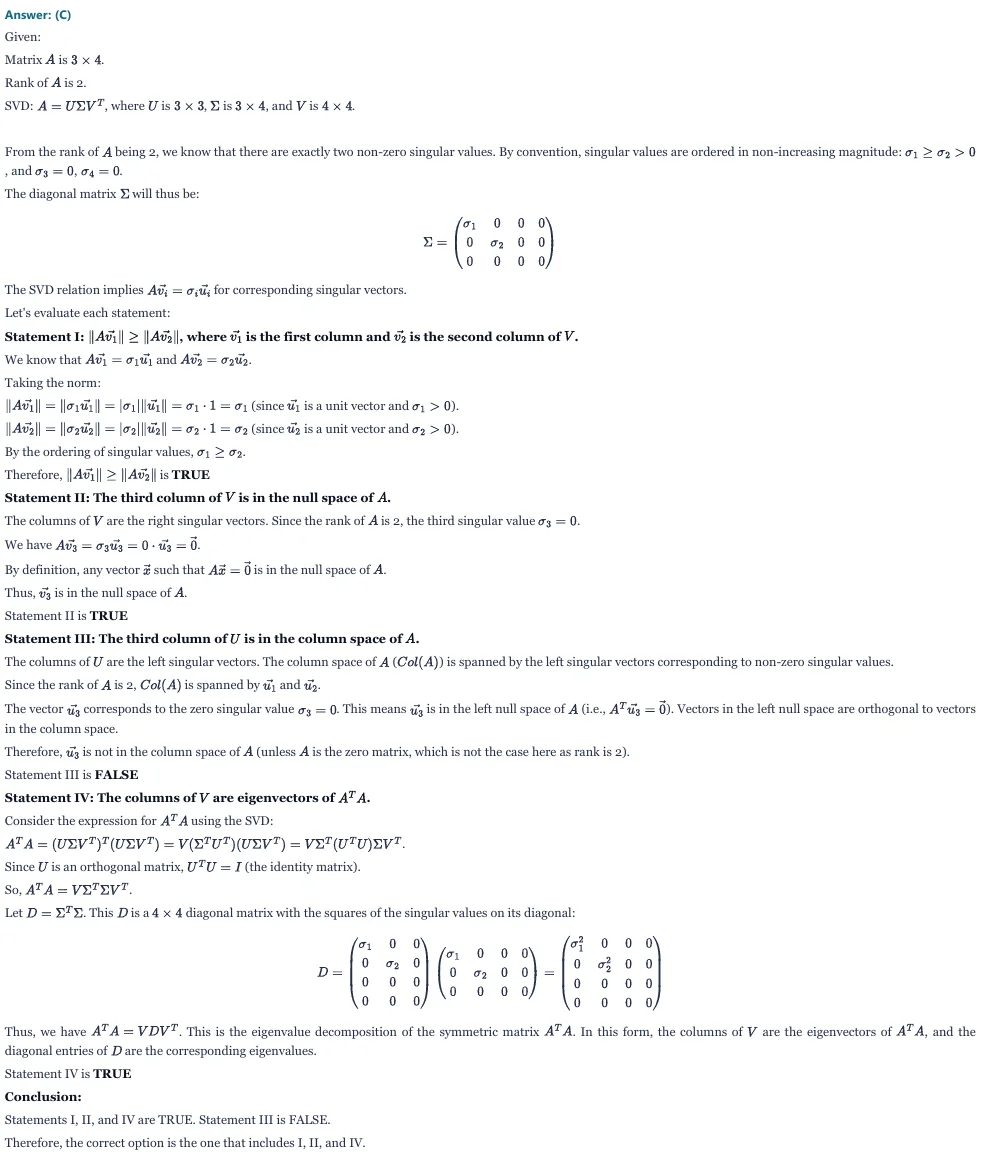 Answer: (C)
Given:
Matrix A is 3 × 4.
Rank of A is 2.
SVD: A = UΣVᵀ, where U is 3 × 3, Σ is 3 × 4, and V is 4 × 4.
From the rank of A being 2, we know that there are exactly two non-zero singular values. By convention, singular values are ordered in non-increasing magnitude: σ₁ ≥ σ₂ > 0
, and σ₃ = 0, σ₄ = 0.
The diagonal matrix Σ will thus be:
Σ = (σ₁ 0 0 0
0 σ₂ 0 0
0 0 0 0)
The SVD relation implies Av⃗ᵢ = σᵢu⃗ᵢ for corresponding singular vectors.
Let's evaluate each statement:
Statement I: ‖Av⃗₁‖ ≥ ‖Av⃗₂‖, where v⃗₁ is the first column and v⃗₂ is the second column of V.
We know that Av⃗₁ = σ₁u⃗₁ and Av⃗₂ = σ₂u⃗₂.
Taking the norm:
‖Av⃗₁‖ = ‖σ₁u⃗₁‖ = |σ₁|‖u⃗₁‖ = σ₁ · 1 = σ₁ (since u⃗₁ is a unit vector and σ₁ > 0).
‖Av⃗₂‖ = ‖σ₂u⃗₂‖ = |σ₂|‖u⃗₂‖ = σ₂ · 1 = σ₂ (since u⃗₂ is a unit vector and σ₂ > 0).
By the ordering of singular values, σ₁ ≥ σ₂.
Therefore, ‖Av⃗₁‖ ≥ ‖Av⃗₂‖ is TRUE
Statement II: The third column of V is in the null space of A.
The columns of V are the right singular vectors. Since the rank of A is 2, the third singular value σ₃ = 0.
We have Av⃗₃ = σ₃u⃗₃ = 0 · u⃗₃ = 0⃗.
By definition, any vector x⃗ such that Ax⃗ = 0⃗ is in the null space of A.
Thus, v⃗₃ is in the null space of A.
Statement II is TRUE
Statement III: The third column of U is in the column space of A.
The columns of U are the left singular vectors. The column space of A (Col(A)) is spanned by the left singular vectors corresponding to non-zero singular values.
Since the rank of A is 2, Col(A) is spanned by u⃗₁ and u⃗₂.
The vector u⃗₃ corresponds to the zero singular value σ₃ = 0. This means u⃗₃ is in the left null space of A (i.e., Aᵀu⃗₃ = 0⃗). Vectors in the left null space are orthogonal to vectors
in the column space.
Therefore, u⃗₃ is not in the column space of A (unless A is the zero matrix, which is not the case here as rank is 2).
Statement III is FALSE
Statement IV: The columns of V are eigenvectors of AᵀA.
Consider the expression for AᵀA using the SVD:
AᵀA = (UΣVᵀ)ᵀ(UΣVᵀ) = V(ΣᵀUᵀ)(UΣVᵀ) = VΣᵀ(UᵀU)ΣVᵀ.
Since U is an orthogonal matrix, UᵀU = I (the identity matrix).
So, AᵀA = VΣᵀΣVᵀ.
Let D = ΣᵀΣ. This D is a 4 × 4 diagonal matrix with the squares of the singular values on its diagonal:
D = (σ₁ 0 0
0 σ₂ 0
0 0 0
0 0 0) (σ₁ 0 0 0
0 σ₂ 0 0
0 0 0 0) = (σ₁² 0 0 0
0 σ₂² 0 0
0 0 0 0
0 0 0 0)
Thus, we have AᵀA = VDVᵀ. This is the eigenvalue decomposition of the symmetric matrix AᵀA. In this form, the columns of V are the eigenvectors of AᵀA, and the
diagonal entries of D are the corresponding eigenvalues.
Statement IV is TRUE
Conclusion:
Statements I, II, and IV are TRUE. Statement III is FALSE.
Therefore, the correct option is the one that includes I, II, and IV.